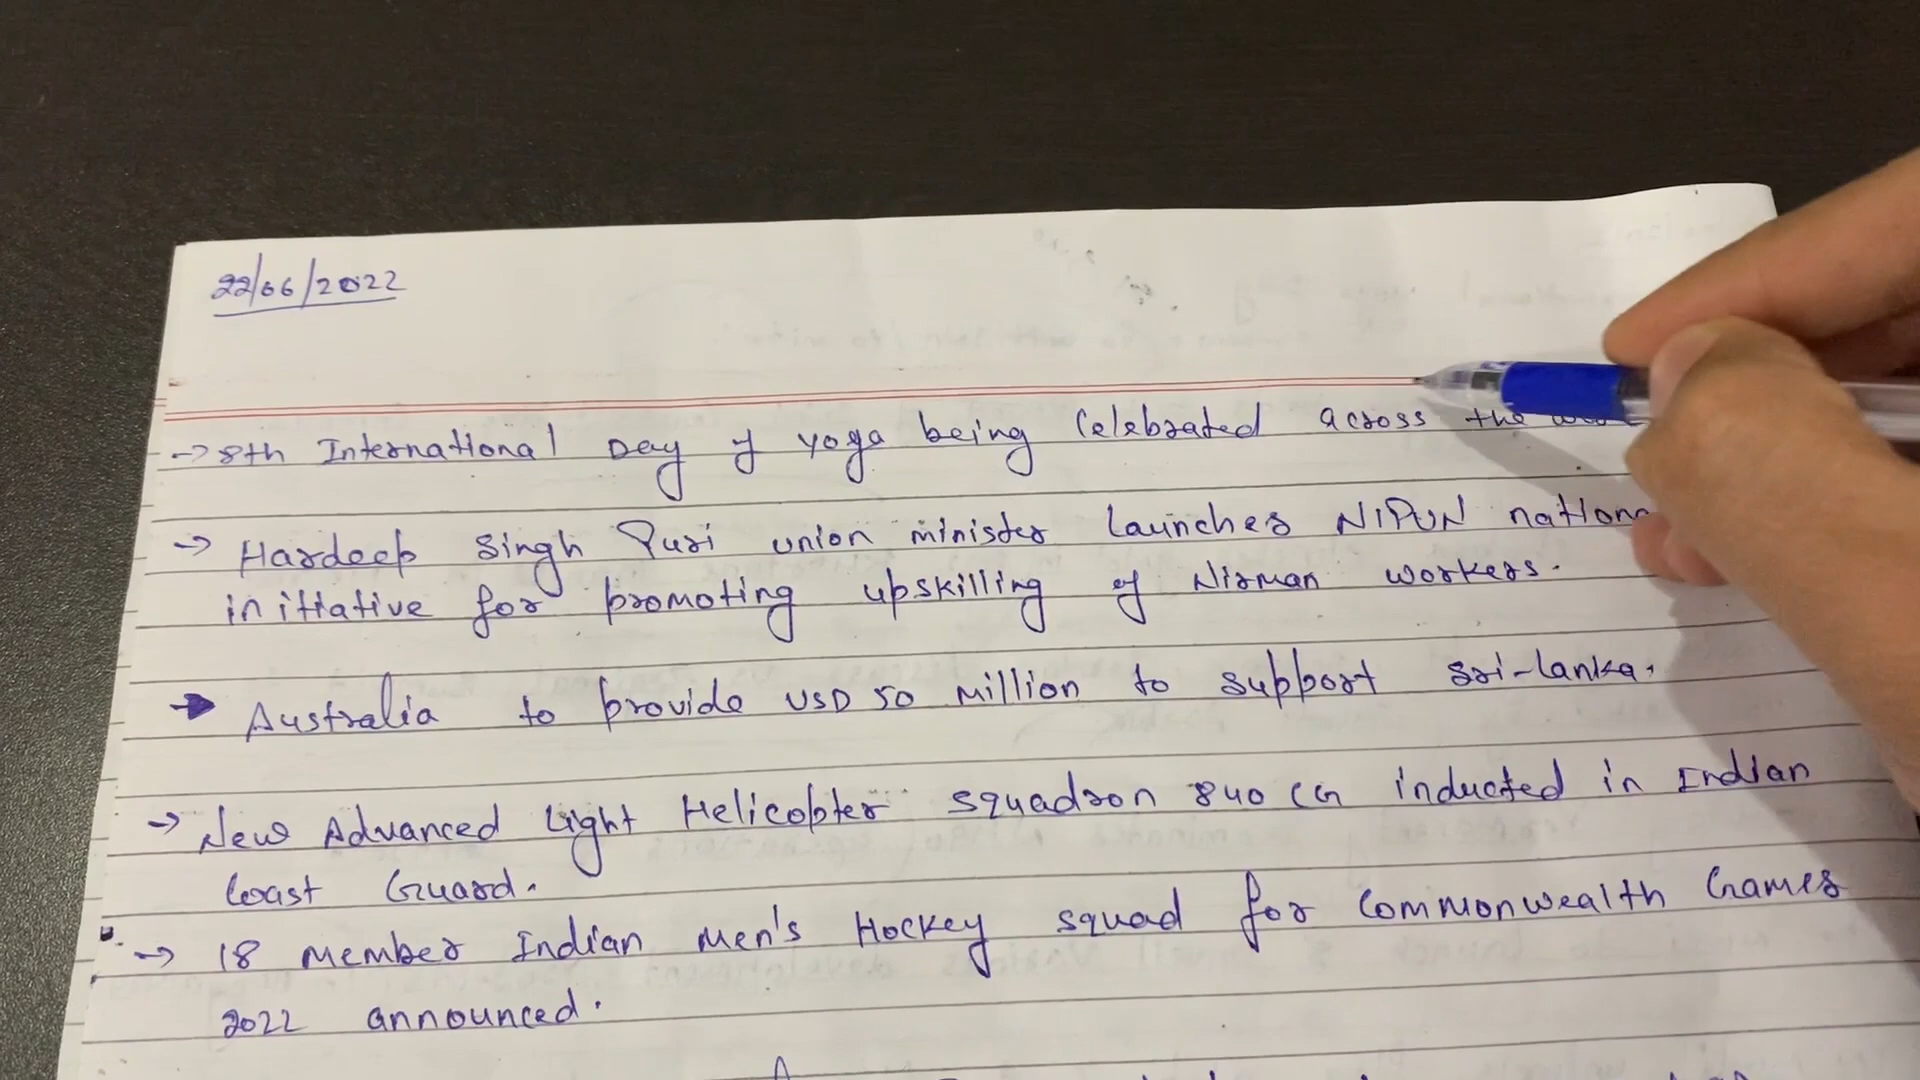 22/06/2022
→ 8th International Day of yoga being Celebrated across the
→ Hardeep Singh Puri union minister launches NIPUN
initiative for promoting upskilling of Nirman workers.
→ Australia to provide USD 50 Million to support Sri-lanka.
→ New Advanced Light Helicopter squadron 840 CG inducted in Indian
Coast Guard.
→ 18 Member Indian Men's Hockey squad for Commonwealth Games
2022 announced.